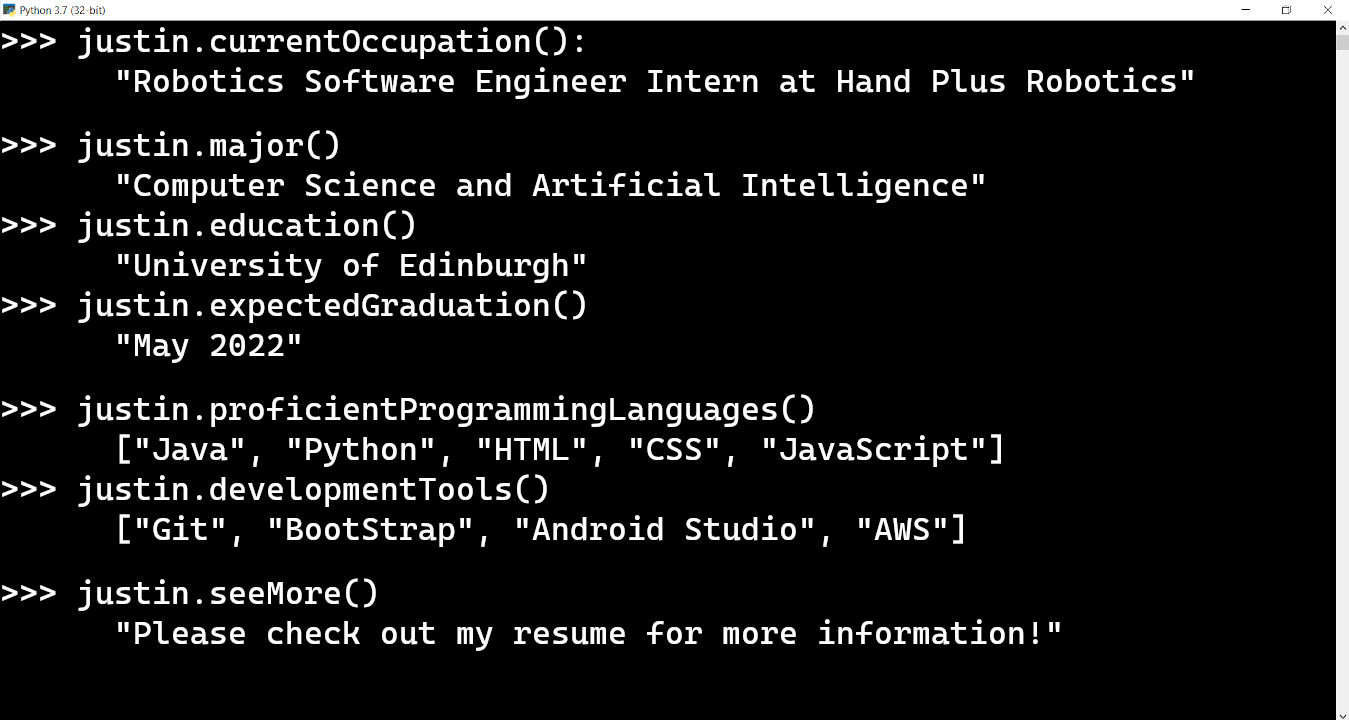 Python 3.7 (32-bit)
>>> justin.currentOccupation():
"Robotics Software Engineer Intern at Hand Plus Robotics"
>>> justin.major()
"Computer Science and Artificial Intelligence"
>>> justin.education()
"University of Edinburgh"
>>> justin.expectedGraduation()
"May 2022"
>>> justin.proficientProgrammingLanguages()
["Java", "Python", "HTML", "CSS", "JavaScript"]
>>> justin.developmentTools()
["Git", "BootStrap", "Android Studio", "AWS"]
>>> justin.seeMore()
"Please check out my resume for more information!"